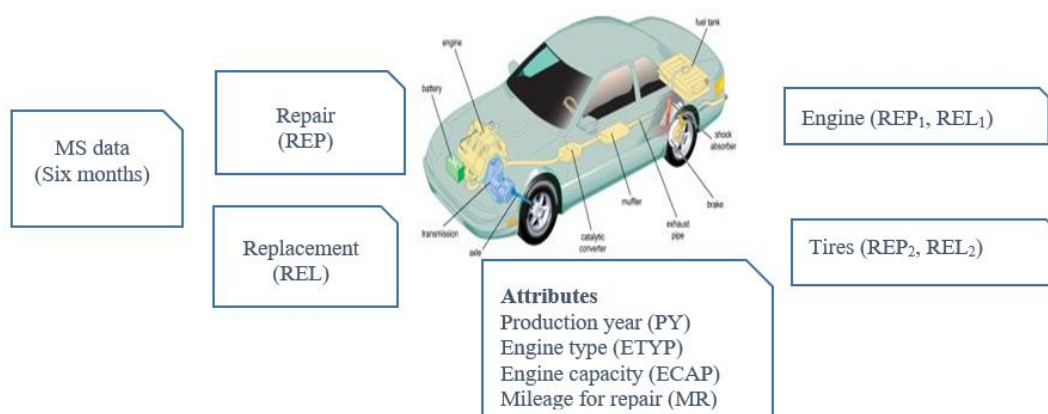 MS data
(Six months)
Repair
(REP)
Replacement
(REL)
engine
battery
transmission
axle
catalytic
converter
muffler
exhaust
pipe
brake
shock
absorber
fuel tank
Attributes
Production year (PY)
Engine type (ETYP)
Engine capacity (ECAP)
Mileage for repair (MR)
Engine (REP₁, REL₁)
Tires (REP₂, REL₂)